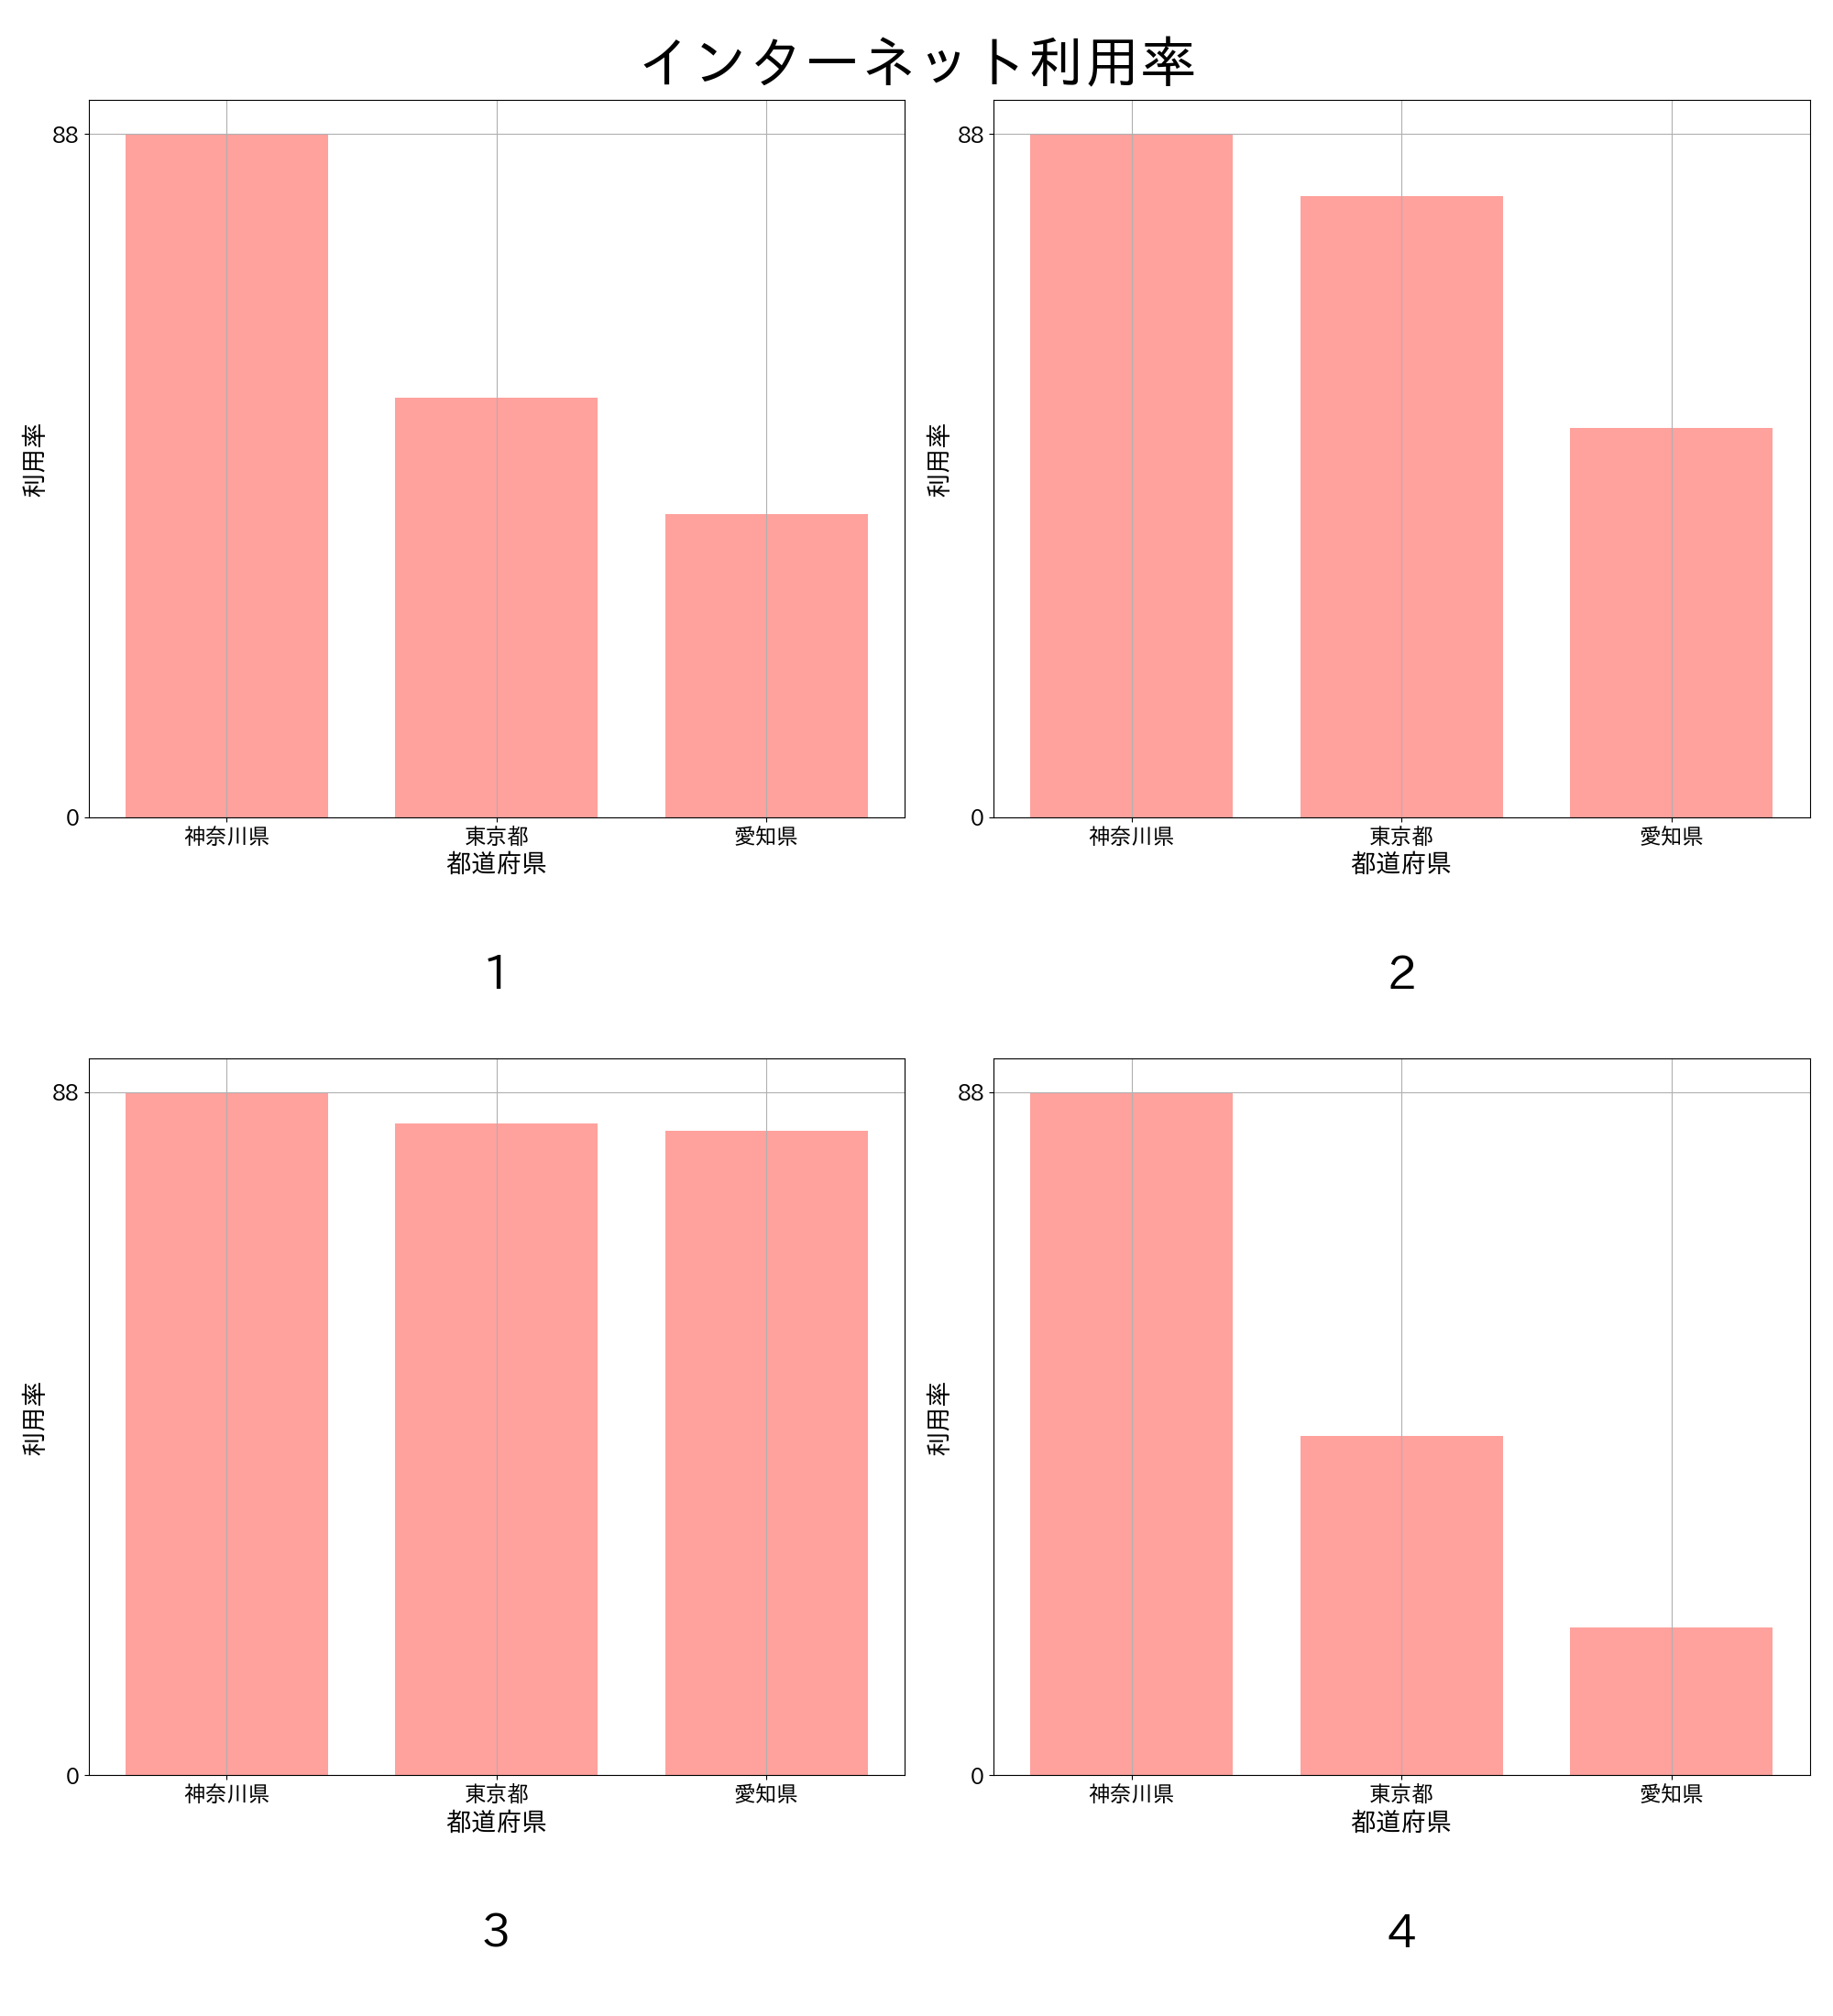 インターネット利用率
88
0
利用率
神奈川県 東京都 愛知県
都道府県
1
88
0
利用率
神奈川県 東京都 愛知県
都道府県
2
88
0
利用率
神奈川県 東京都 愛知県
都道府県
3
88
0
利用率
神奈川県 東京都 愛知県
都道府県
4